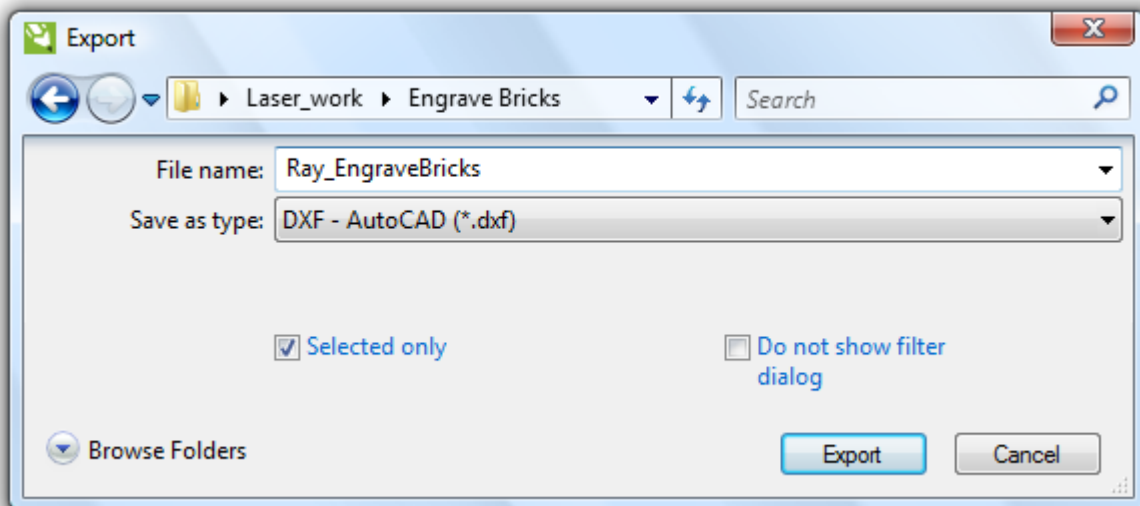 Export
Laser_work Engrave Bricks Search
File name: Ray_EngraveBricks
Save as type: DXF - AutoCAD (*.dxf)
Selected only Do not show filter
dialog
Browse Folders Export Cancel